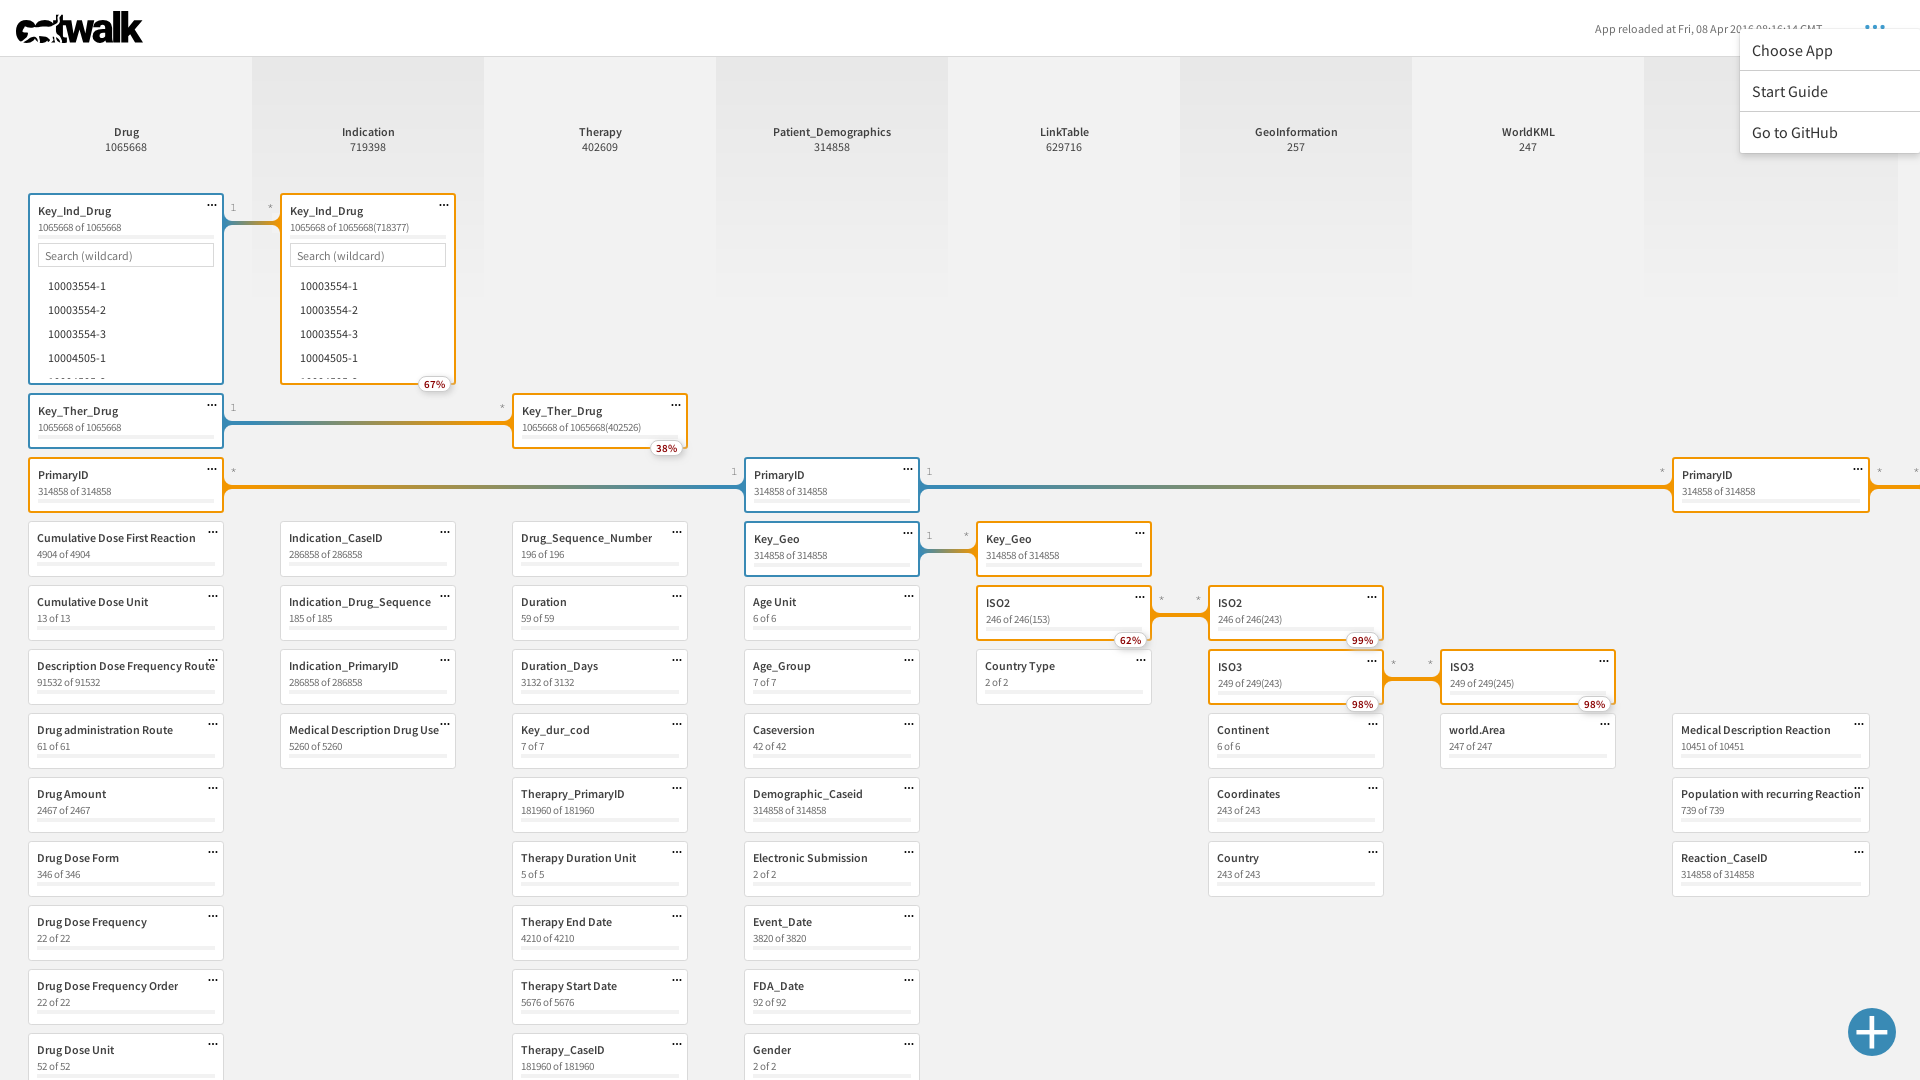 catwalk
App reloaded at Fri, 08 Apr 2016 08:16:14 GMT
Choose App
Start Guide
Go to GitHub
Drug
1065668
Indication
719398
Therapy
402609
Patient_Demographics
314858
LinkTable
629716
GeoInformation
257
WorldKML
247
Key_Ind_Drug
1065668 of 1065668
Search (wildcard)
10003554-1
10003554-2
10003554-3
10004505-1
1
*
Key_Ind_Drug
1065668 of 1065668(718377)
Search (wildcard)
10003554-1
10003554-2
10003554-3
10004505-1
67%
Key_Ther_Drug
1065668 of 1065668
1
*
Key_Ther_Drug
1065668 of 1065668(402526)
38%
PrimaryID
314858 of 314858
*
1
PrimaryID
314858 of 314858
1
*
PrimaryID
314858 of 314858
*
*
Cumulative Dose First Reaction
4904 of 4904
Indication_CaseID
286858 of 286858
Drug_Sequence_Number
196 of 196
Key_Geo
314858 of 314858
1
*
Key_Geo
314858 of 314858
Cumulative Dose Unit
13 of 13
Indication_Drug_Sequence
185 of 185
Duration
59 of 59
Age Unit
6 of 6
ISO2
246 of 246(153)
62%
*
*
ISO2
246 of 246(243)
99%
Description Dose Frequency Route
91532 of 91532
Indication_PrimaryID
286858 of 286858
Duration_Days
3132 of 3132
Age_Group
7 of 7
Country Type
2 of 2
ISO3
249 of 249(243)
98%
*
*
ISO3
249 of 249(245)
98%
Drug administration Route
61 of 61
Medical Description Drug Use
5260 of 5260
Key_dur_cod
7 of 7
Caseversion
42 of 42
Continent
6 of 6
world.Area
247 of 247
Medical Description Reaction
10451 of 10451
Drug Amount
2467 of 2467
Therapry_PrimaryID
181960 of 181960
Demographic_Caseid
314858 of 314858
Coordinates
243 of 243
Population with recurring Reaction
739 of 739
Drug Dose Form
346 of 346
Therapy Duration Unit
5 of 5
Electronic Submission
2 of 2
Country
243 of 243
Reaction_CaseID
314858 of 314858
Drug Dose Frequency
22 of 22
Therapy End Date
4210 of 4210
Event_Date
3820 of 3820
Drug Dose Frequency Order
22 of 22
Therapy Start Date
5676 of 5676
FDA_Date
92 of 92
Drug Dose Unit
52 of 52
Therapy_CaseID
181960 of 181960
Gender
2 of 2